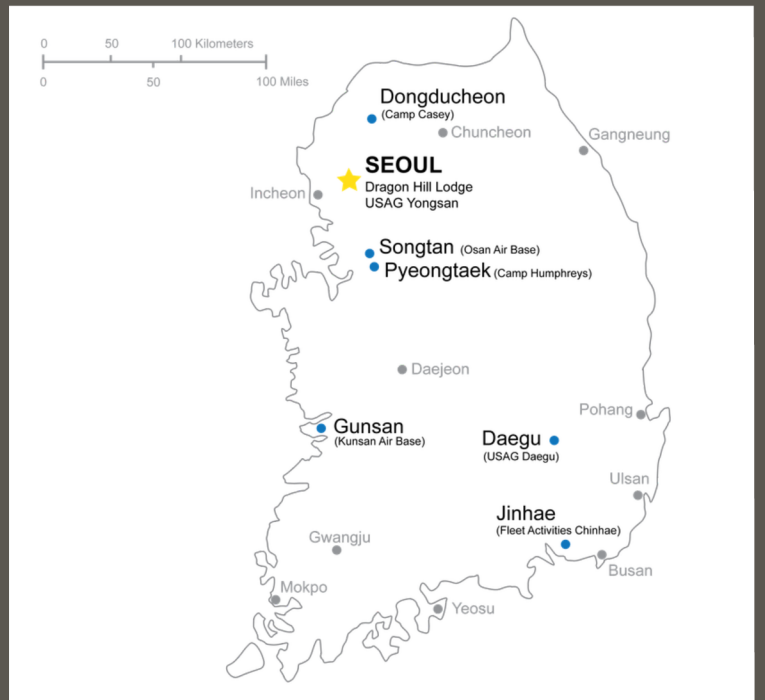 0 50 100 Kilometers
0 50 100 Miles
Dongducheon
(Camp Casey)
Chuncheon
Gangneung
SEOUL
Dragon Hill Lodge
USAG Yongsan
Incheon
Songtan (Osan Air Base)
Pyeongtaek (Camp Humphreys)
Daejeon
Pohang
Gunsan
(Kunsan Air Base)
Daegu
(USAG Daegu)
Ulsan
Jinhae
(Fleet Activities Chinhae)
Gwangju
Busan
Mokpo
Yeosu